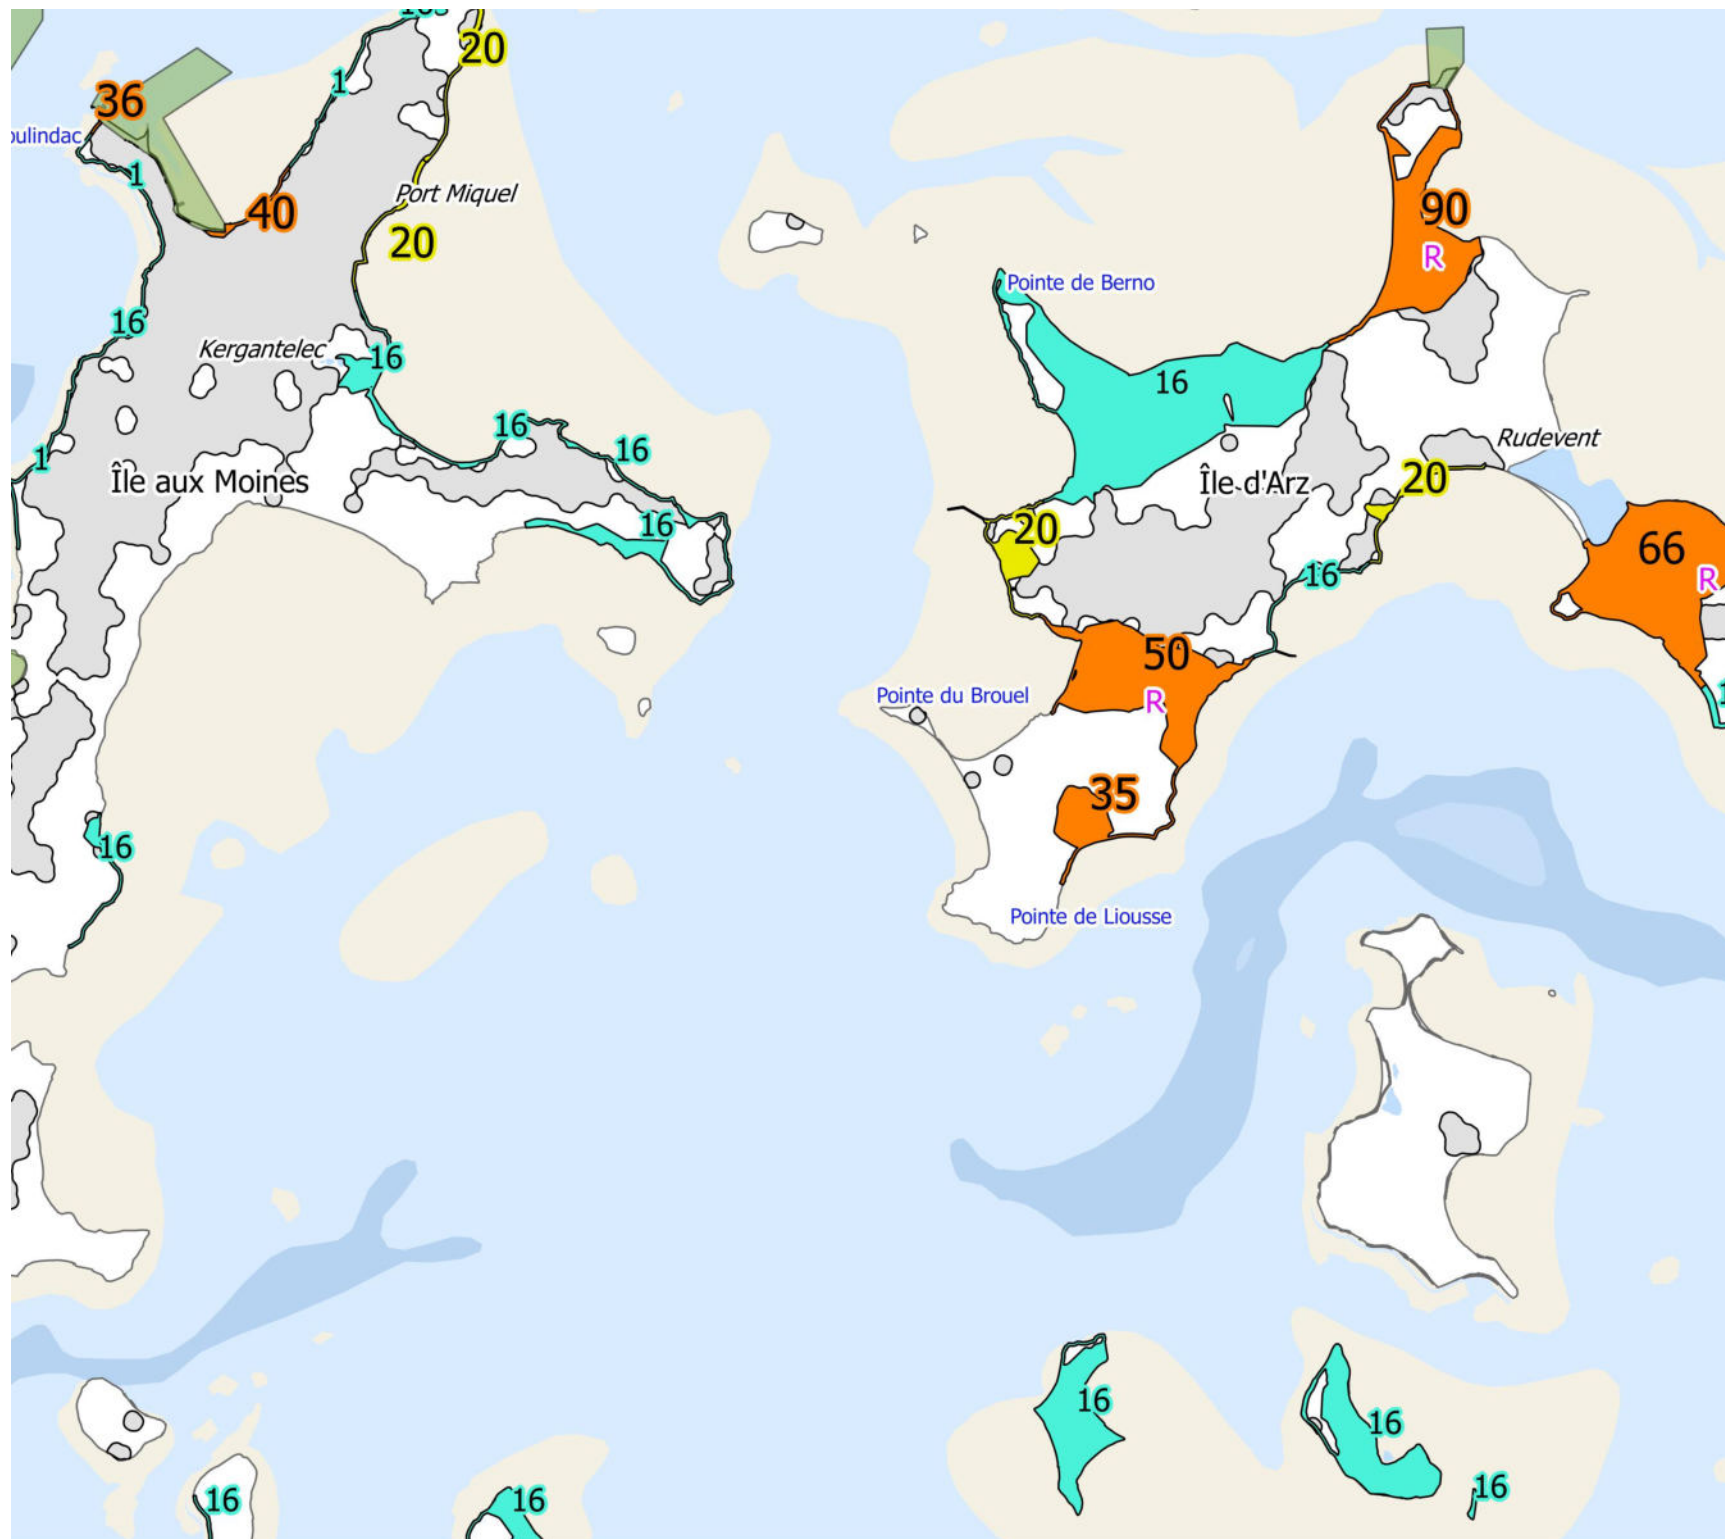 20
1
36
oulindac
1
Port Miquel
40
90
20
R
Pointe de Berno
16
Kergantelec
16
16
Rudevent
16
16
1
Île aux Moines
Île d'Arz
20
16
20
66
16
R
50
Pointe du Brouel
R
35
16
Pointe de Liousse
16
16
16
16
16